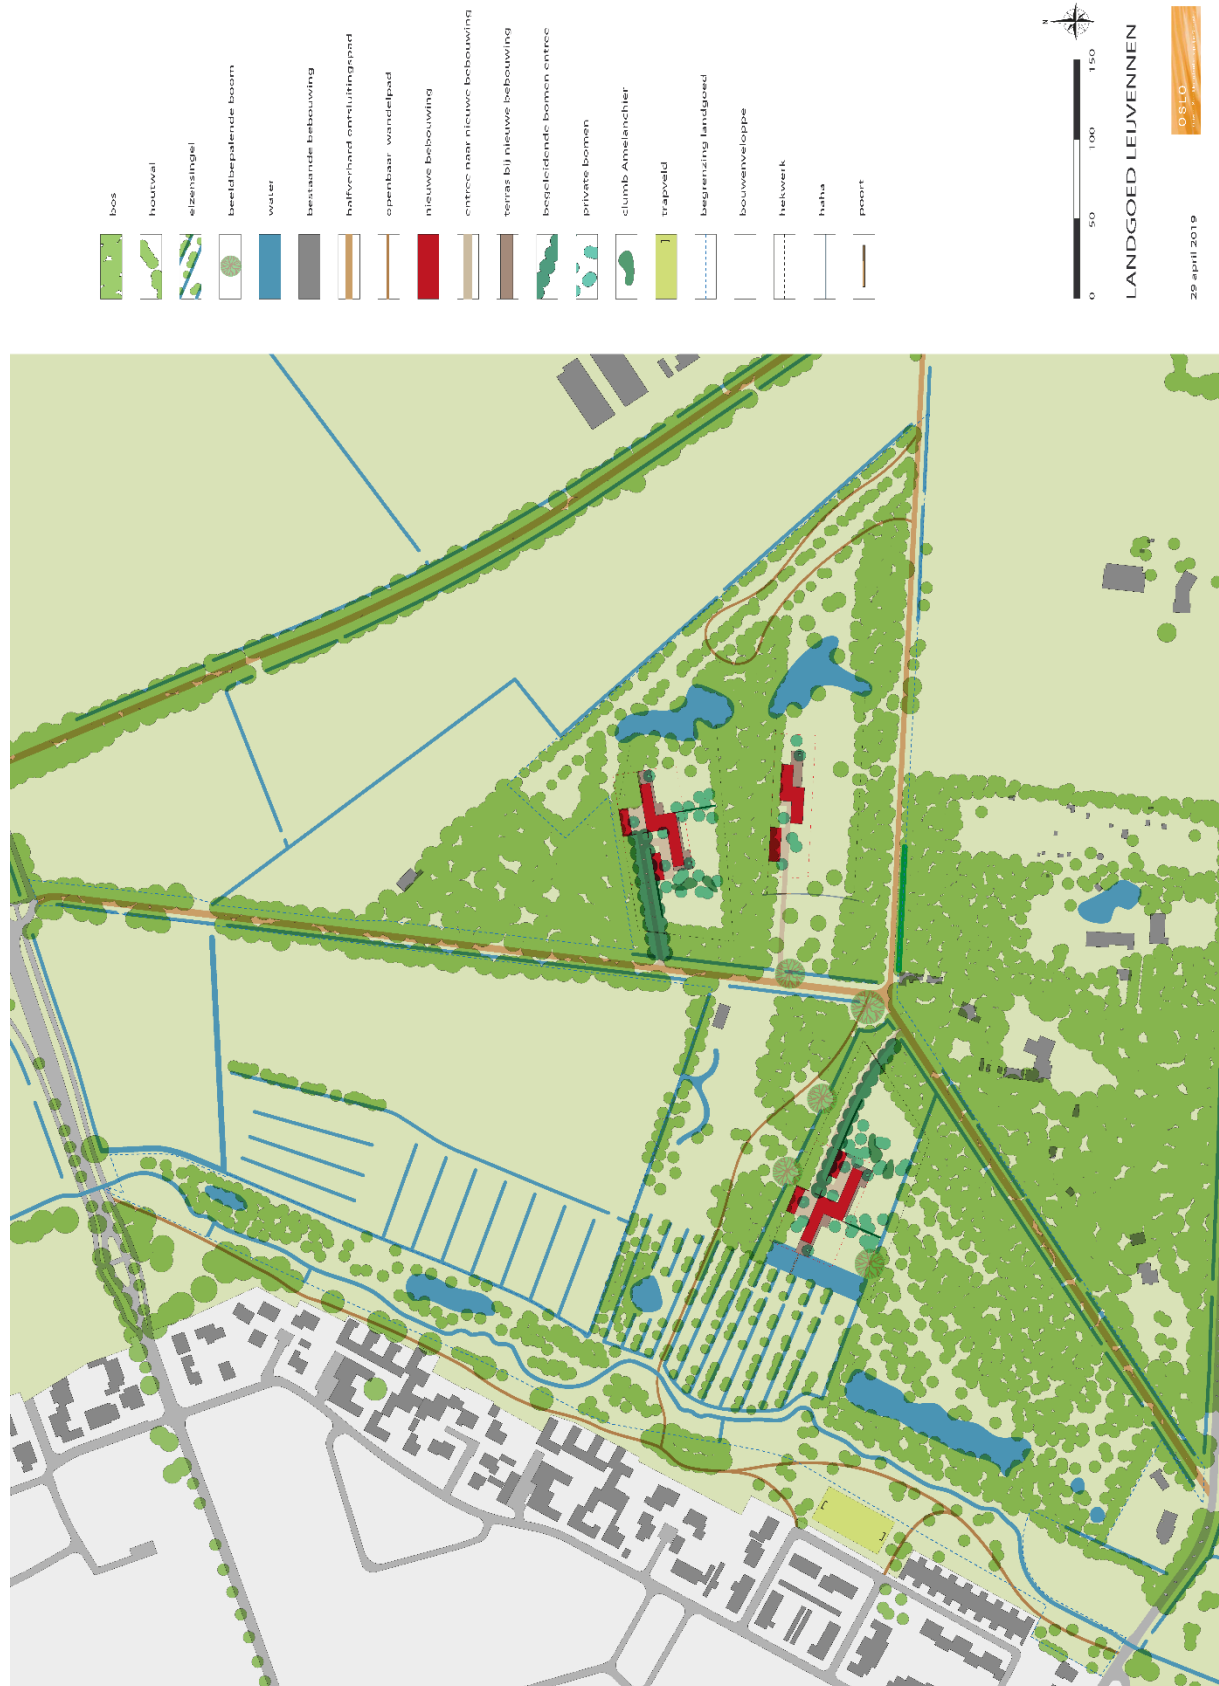 bos
houtwal
elzensingel
beeldbepalende boom
water
bestaande bebouwing
halfverhard ontsluitingspad
openbaar wandelpad
nieuwe bebouwing
entree naar nieuwe bebouwing
terras bij nieuwe bebouwing
begeleidende bomen entree
private bomen
clumb Amelanchier
trapveld
begrenzing landgoed
bouwenveloppe
hekwerk
haha
poort
N
0 50 100 150
LANDGOED LEIJVENNEN
29 april 2019
OSLO